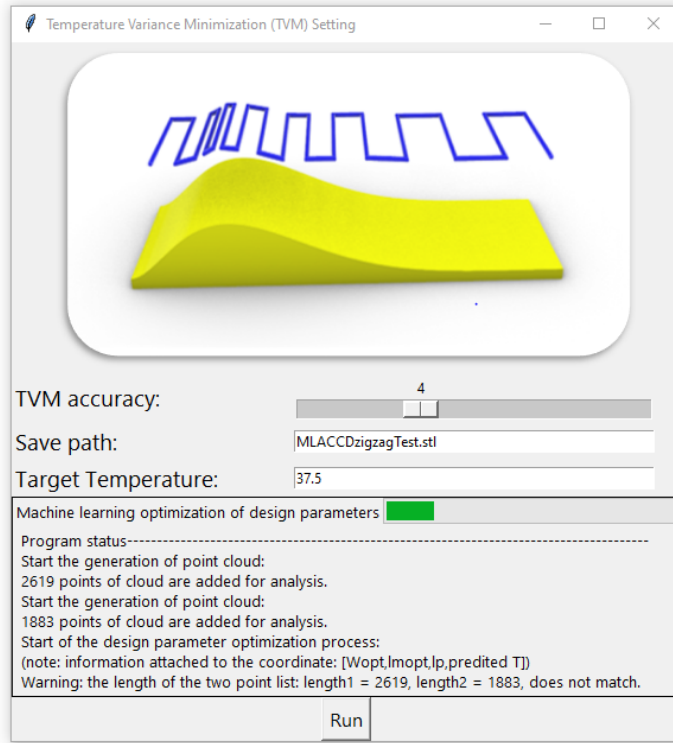 Temperature Variance Minimization (TVM) Setting
4
TVM accuracy:
Save path:
MLACCDzigzagTest.stl
Target Temperature:
37.5
Machine learning optimization of design parameters
Program status----------------------------------------------------------------------------------------
Start the generation of point cloud:
2619 points of cloud are added for analysis.
Start the generation of point cloud:
1883 points of cloud are added for analysis.
Start of the design parameter optimization process:
(note: information attached to the coordinate: [Wopt,lmopt,lp,predited T])
Warning: the length of the two point list: length1 = 2619, length2 = 1883, does not match.
Run